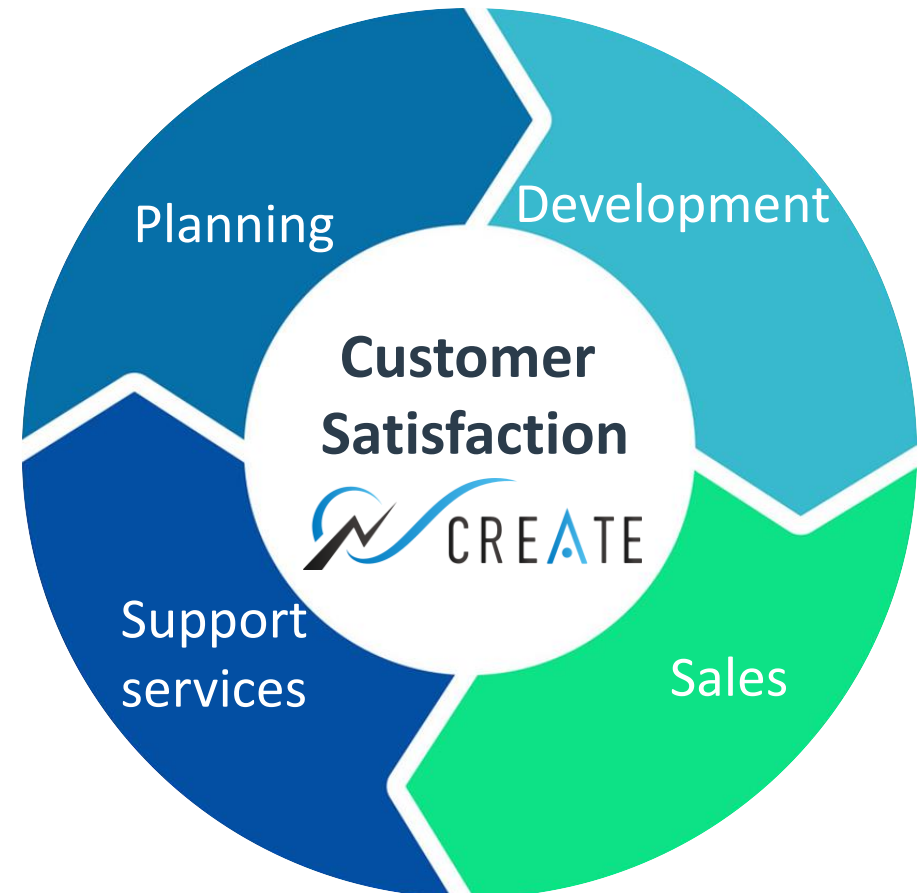 Planning
Development
Customer
Satisfaction
CREATE
Support
services
Sales